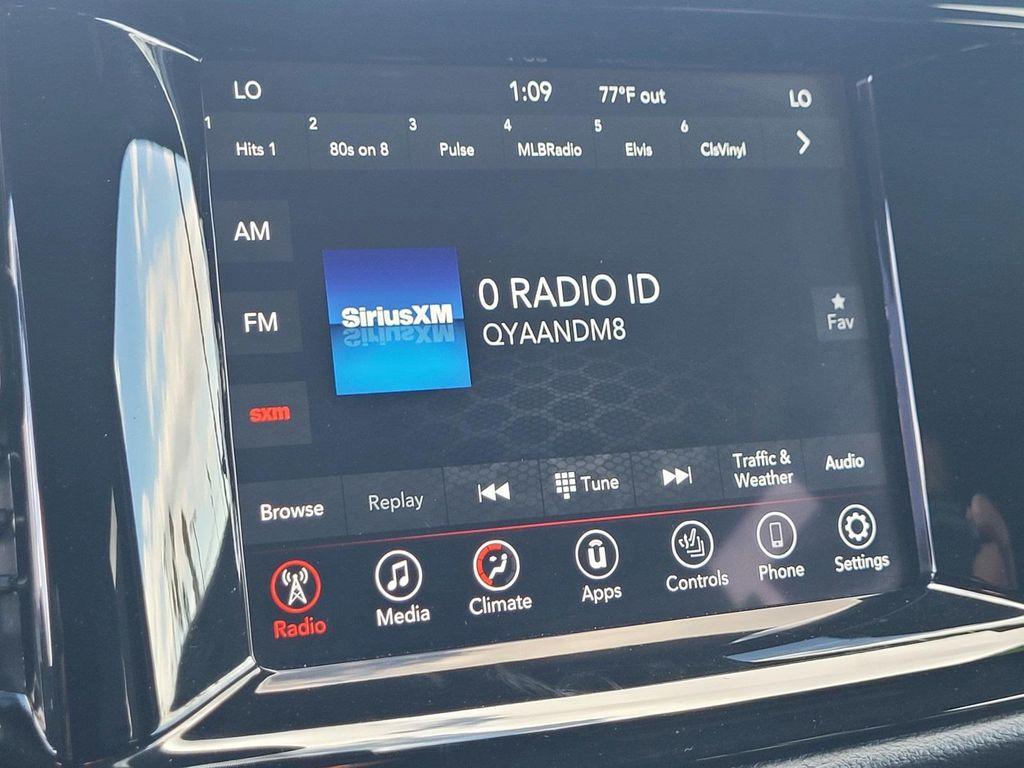 LO 1:09 77°F out LO
1 2 3 4 5 6
Hits 1 80s on 8 Pulse MLBRadio Elvis ClsVinyl
AM
FM
sxm
SiriusXM
0 RADIO ID
QYAANDM8
Fav
Browse Replay Tune Traffic & Weather Audio
Radio Media Climate Apps Controls Phone Settings